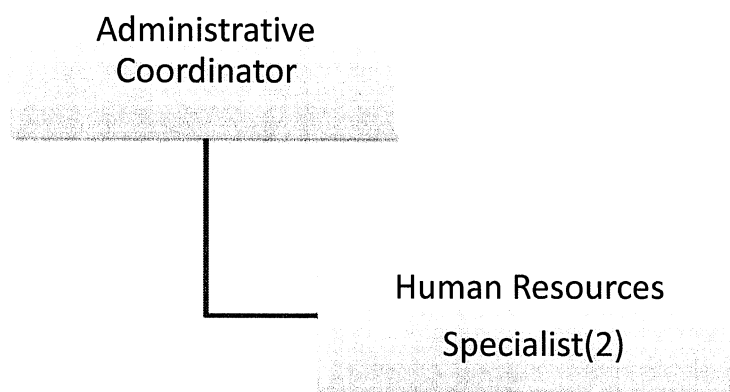 Administrative
Coordinator
Human Resources
Specialist(2)